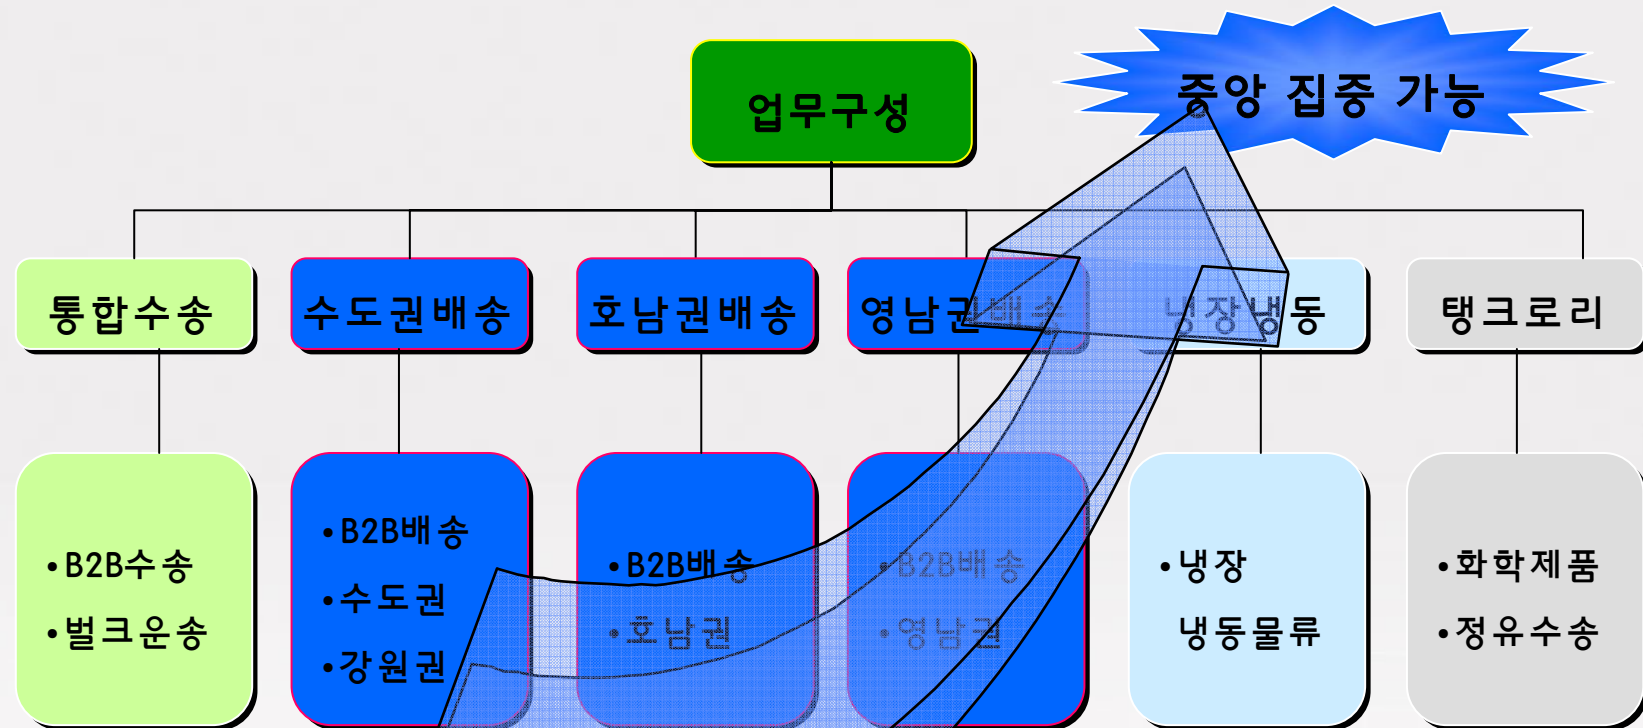 업무구성
중앙 집중 가능
통합수송
수도권배송
호남권배송
영남권배송
냉장냉동
탱크로리
•B2B수송
•벌크운송
•B2B배송
•수도권
•강원권
•B2B배송
•호남권
•B2B배송
•영남권
•냉장
냉동물류
•화학제품
•정유수송